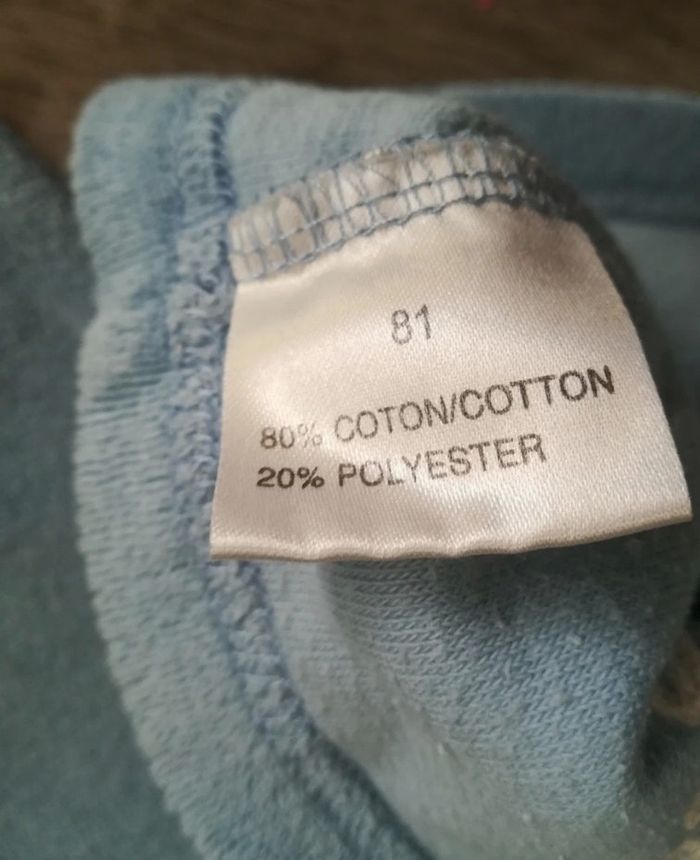 81
80% COTON/COTTON
20% POLYESTER